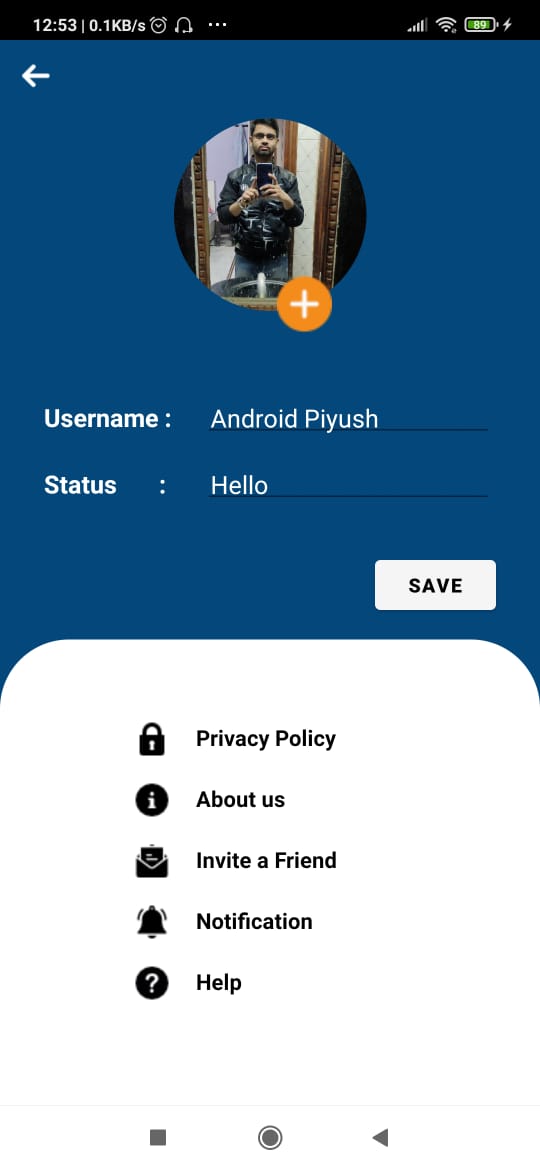 12:53 | 0.1KB/s ...
89
Username : Android Piyush
Status : Hello
SAVE
Privacy Policy
About us
Invite a Friend
Notification
Help